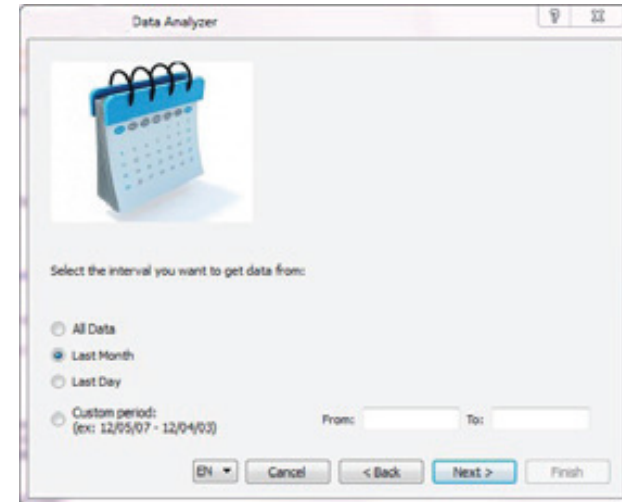 Data Analyzer
Select the interval you want to get data from:
All Data
Last Month
Last Day
Custom period:
(ex: 12/05/07 - 12/04/03)
From:
To:
EN
Cancel
< Back
Next >
Finish